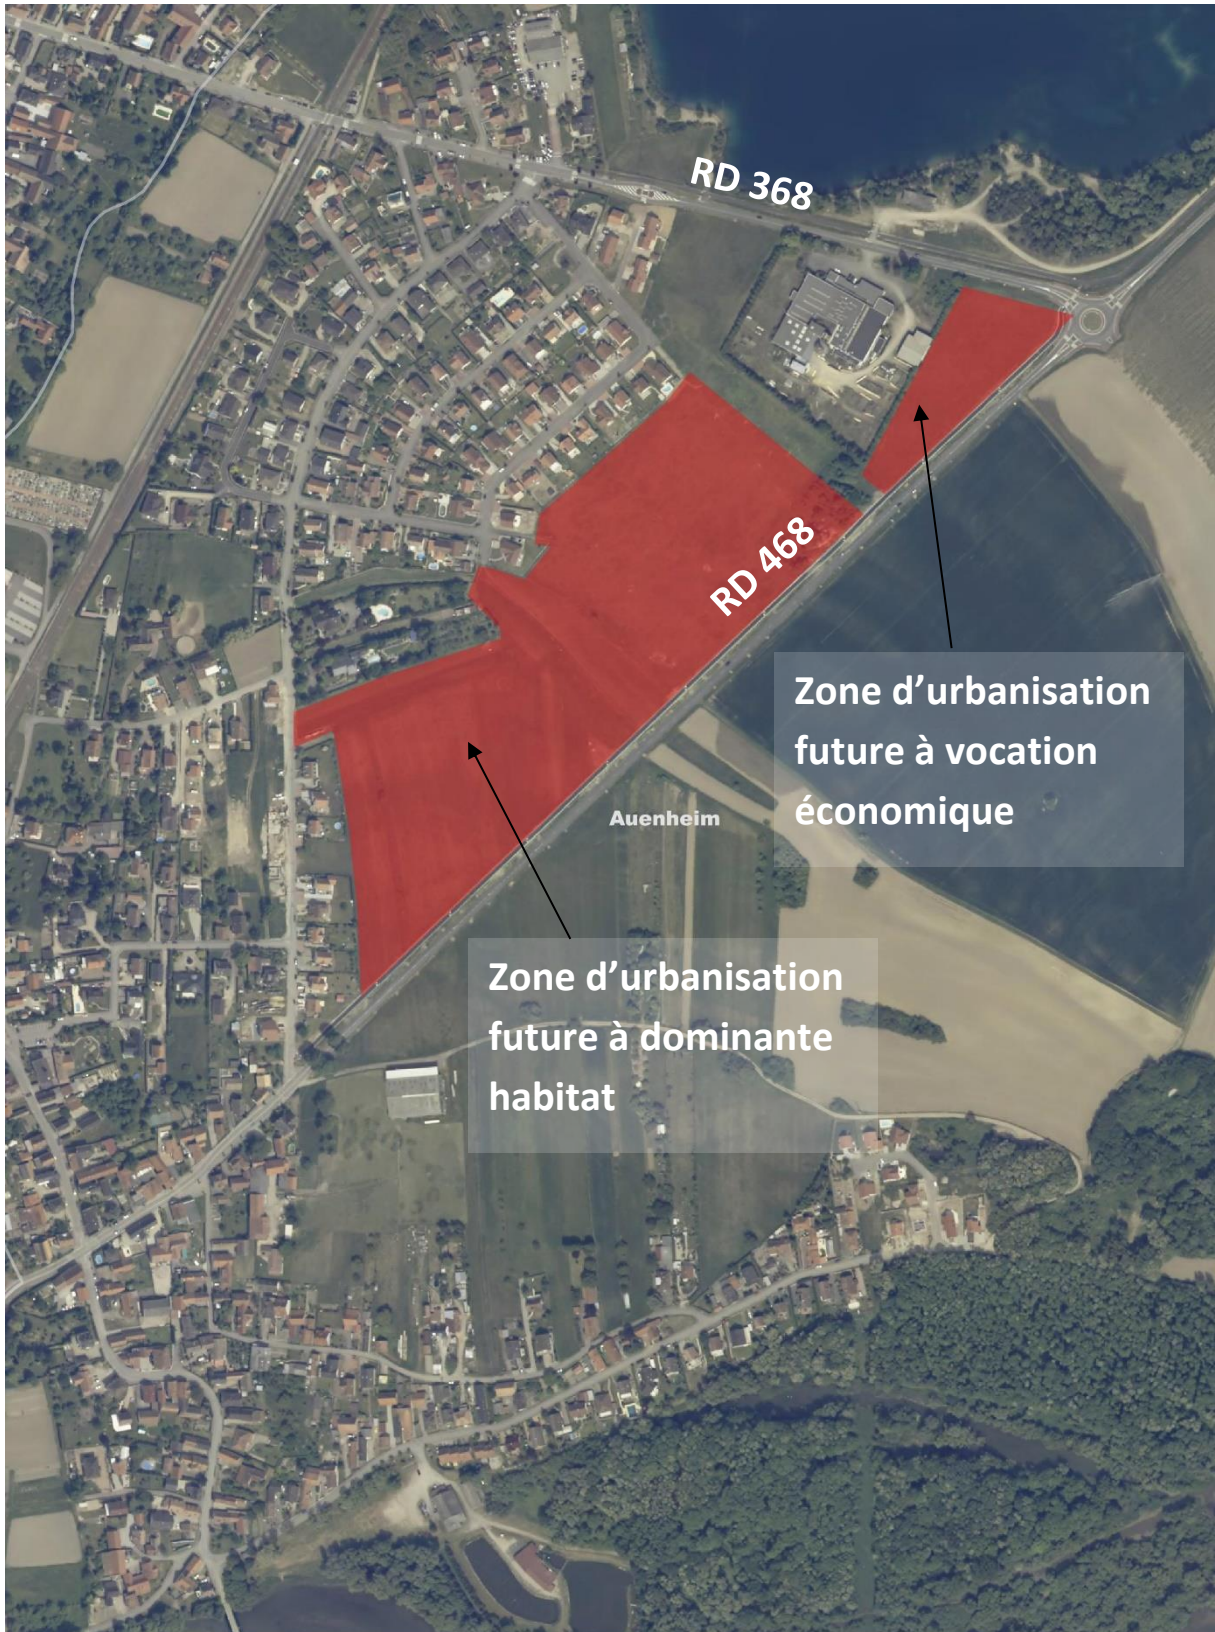 RD 368
RD 468
Zone d’urbanisation
future à vocation
économique
Auenheim
Zone d’urbanisation
future à dominante
habitat